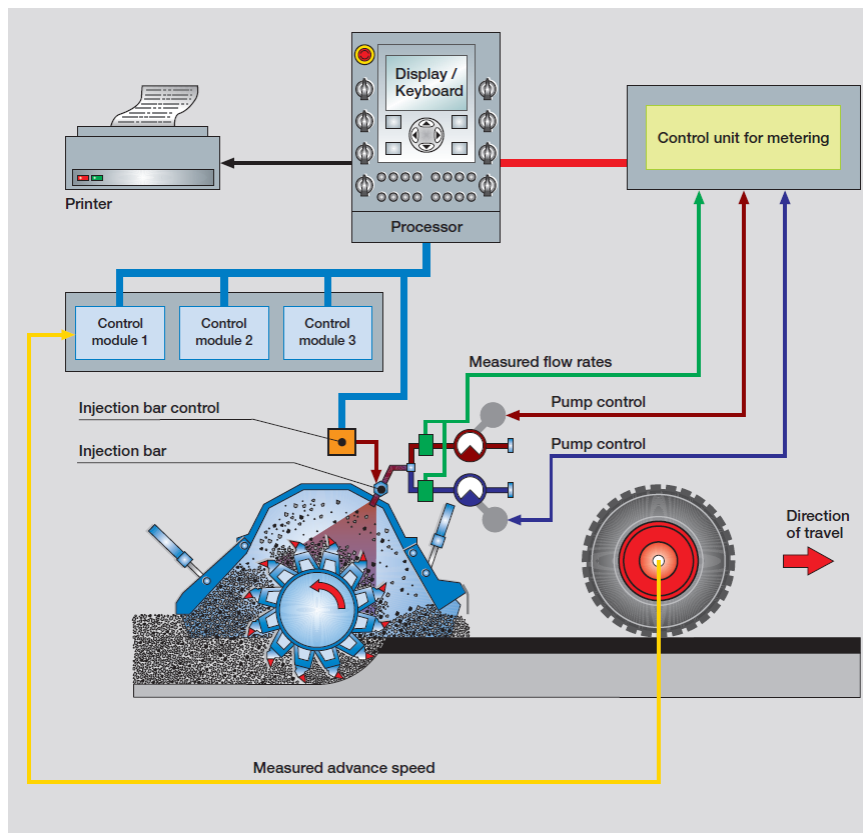 Display /
Keyboard
Control unit for metering
Printer
Processor
Control
module 1
Control
module 2
Control
module 3
Measured flow rates
Injection bar control
Pump control
Injection bar
Pump control
Direction
of travel
Measured advance speed